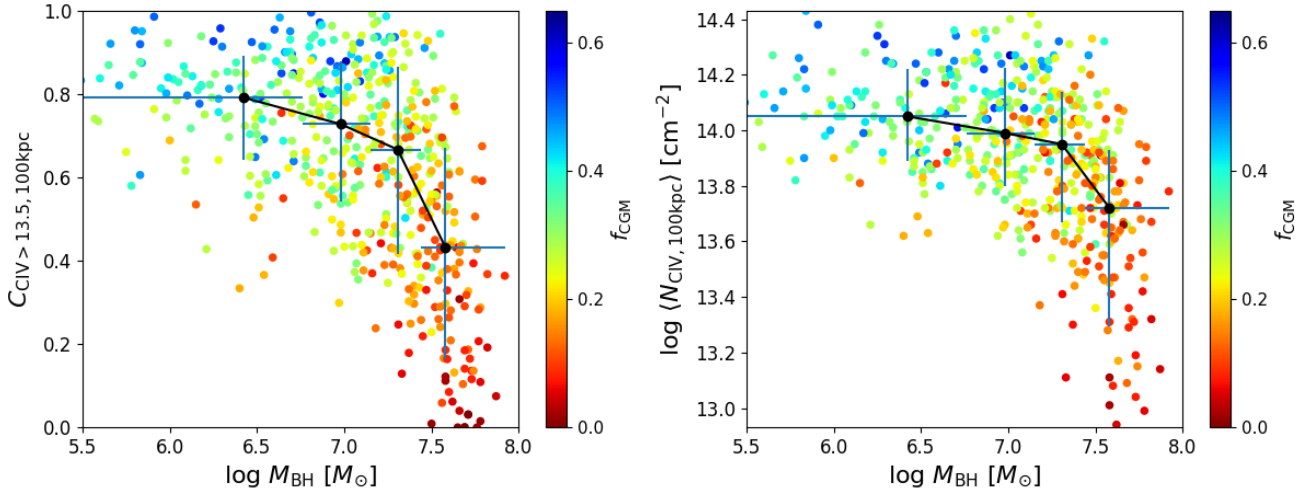 1.0
0.8
0.6
0.4
0.2
0.0
C_CIV>13.5,100kpc
5.5 6.0 6.5 7.0 7.5 8.0
log M_BH [M_⊙]
0.6
0.4
0.2
0.0
f_CGM
14.4
14.2
14.0
13.8
13.6
13.4
13.2
13.0
log ⟨N_CIV,100kpc⟩ [cm⁻²]
5.5 6.0 6.5 7.0 7.5 8.0
log M_BH [M_⊙]
0.6
0.4
0.2
0.0
f_CGM